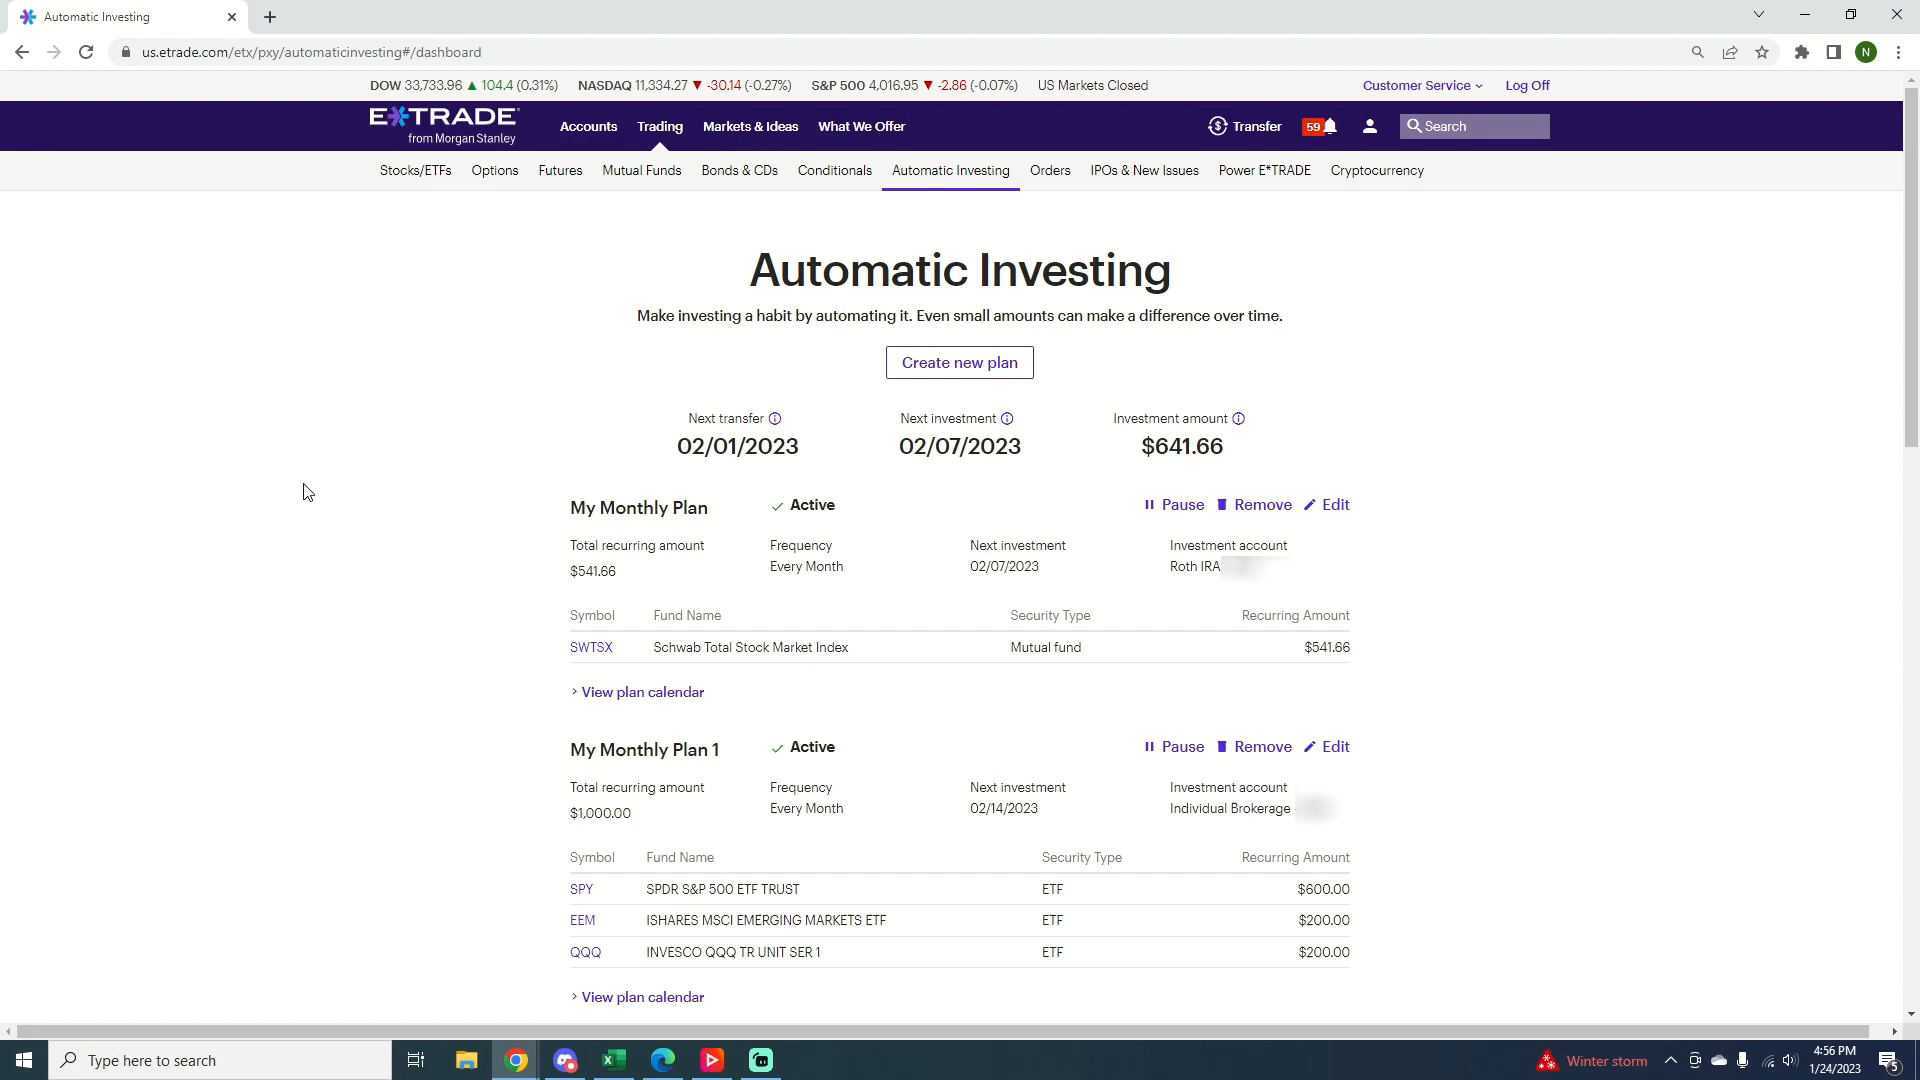 Automatic Investing
us.etrade.com/etx/pxy/automaticinvesting#/dashboard
N
DOW 33,733.96 ▲ 104.4 (0.31%) NASDAQ 11,334.27 ▼ -30.14 (-0.27%) S&P 500 4,016.95 ▼ -2.86 (-0.07%) US Markets Closed Customer Service Log Off
E*TRADE
from Morgan Stanley
Accounts Trading Markets & Ideas What We Offer Transfer 59 Search
Stocks/ETFs Options Futures Mutual Funds Bonds & CDs Conditionals Automatic Investing Orders IPOs & New Issues Power E*TRADE Cryptocurrency
Automatic Investing
Make investing a habit by automating it. Even small amounts can make a difference over time.
Create new plan
Next transfer Next investment Investment amount
02/01/2023 02/07/2023 $641.66
My Monthly Plan Active Pause Remove Edit
Total recurring amount Frequency Next investment Investment account
$541.66 Every Month 02/07/2023 Roth IRA
Symbol Fund Name Security Type Recurring Amount
SWTSX Schwab Total Stock Market Index Mutual fund $541.66
View plan calendar
My Monthly Plan 1 Active Pause Remove Edit
Total recurring amount Frequency Next investment Investment account
$1,000.00 Every Month 02/14/2023 Individual Brokerage
Symbol Fund Name Security Type Recurring Amount
SPY SPDR S&P 500 ETF TRUST ETF $600.00
EEM ISHARES MSCI EMERGING MARKETS ETF ETF $200.00
QQQ INVESCO QQQ TR UNIT SER 1 ETF $200.00
View plan calendar
Type here to search
Winter storm
4:56 PM
1/24/2023
5